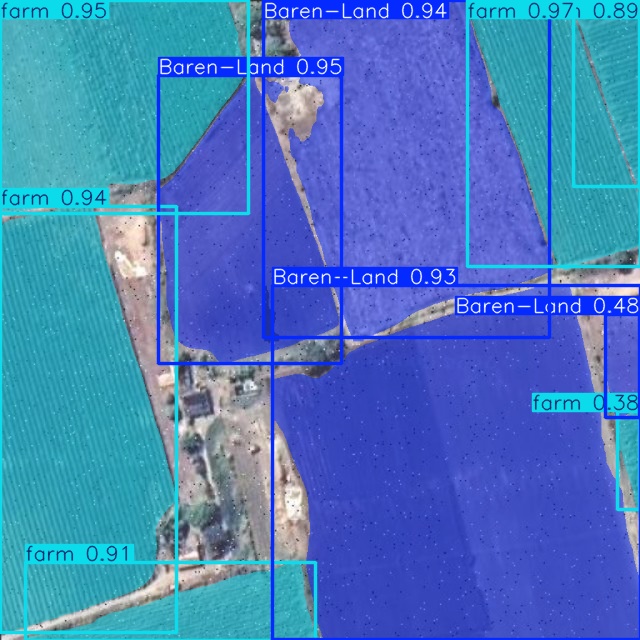 farm 0.95
Baren-Land 0.94
farm 0.97
0.89
Baren-Land 0.95
farm 0.94
Baren--Land 0.93
Baren-Land 0.48
farm 0.38
farm 0.91